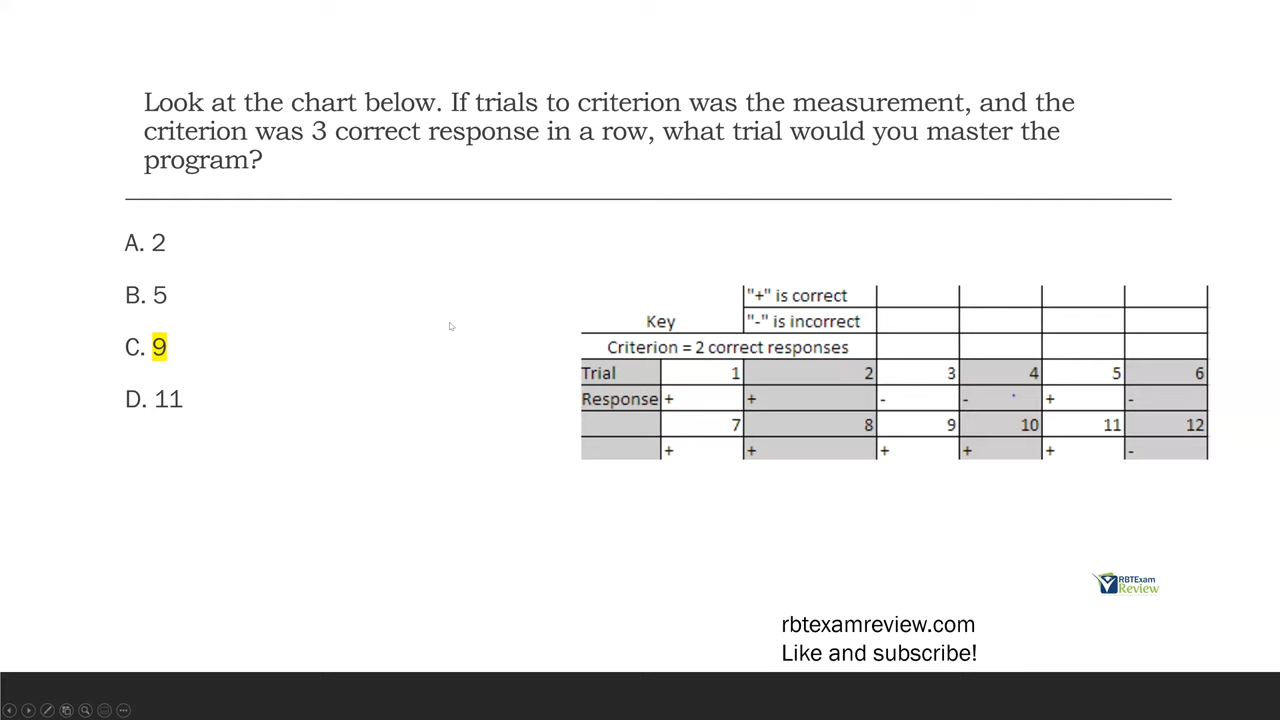 Look at the chart below. If trials to criterion was the measurement, and the
criterion was 3 correct response in a row, what trial would you master the
program?
A. 2
B. 5
C. 9
D. 11
"+" is correct
Key "-" is incorrect
Criterion = 2 correct responses
Trial 1 2 3 4 5 6
Response + + - - + -
7 8 9 10 11 12
+ + + + + -
RBTExam
Review
rbtexamreview.com
Like and subscribe!